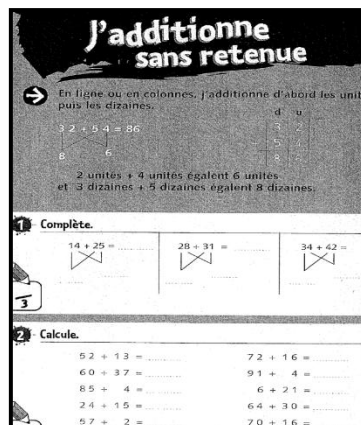 J'additionne
sans retenue
En ligne ou en colonnes, j'additionne d'abord les unit
puis les dizaines.
d u
3 2 + 5 4 = 86
3 2
5 4
8
8 6
2 unités + 4 unités égalent 6 unités
et 3 dizaines + 5 dizaines égalent 8 dizaines.
1 Complète.
14 + 25 =
28 + 31 =
34 + 42 =
3
2 Calcule.
52 + 13 =
72 + 16 =
60 + 37 =
91 + 4 =
85 + 4 =
6 + 21 =
24 + 15 =
64 + 30 =
57 + 2 =
70 + 16 =